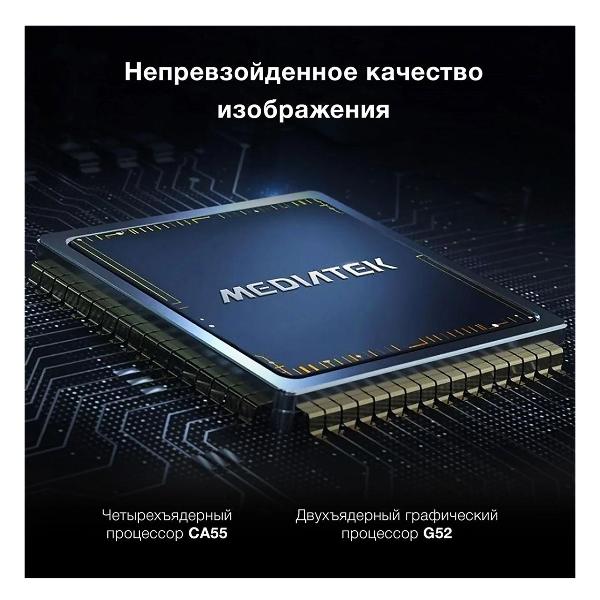 Непревзойденное качество
изображения
MEDIATEK
Четырехъядерный
процессор CA55
Двухъядерный графический
процессор G52